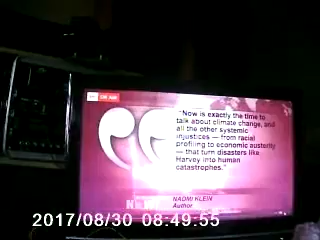 "Now is exactly the time to
talk about climate change, and
all the other systemic
injustices — from racial
profiling to economic austerity
— that turn disasters like
Harvey into human
catastrophes."
NAOMI KLEIN
Author
2017/08/30 08:49:55